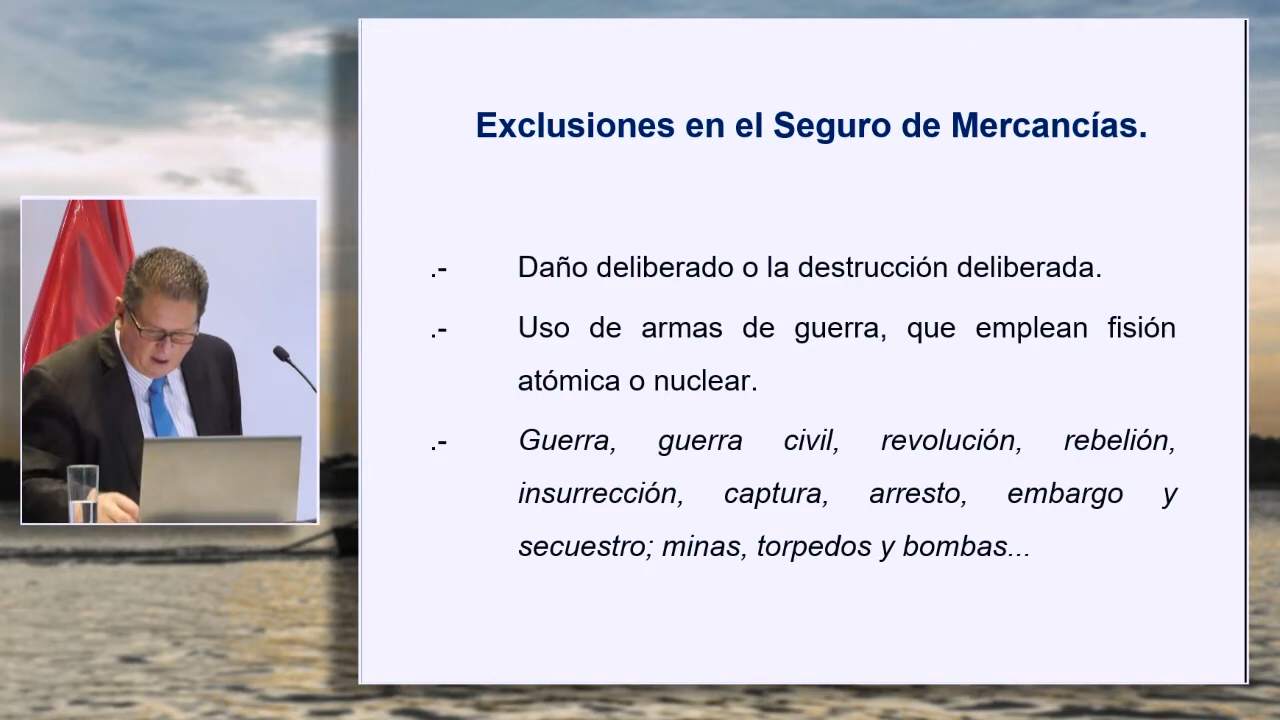 Exclusiones en el Seguro de Mercancías.
.- Daño deliberado o la destrucción deliberada.
.- Uso de armas de guerra, que emplean fisión
atómica o nuclear.
.- Guerra, guerra civil, revolución, rebelión,
insurrección, captura, arresto, embargo y
secuestro; minas, torpedos y bombas...